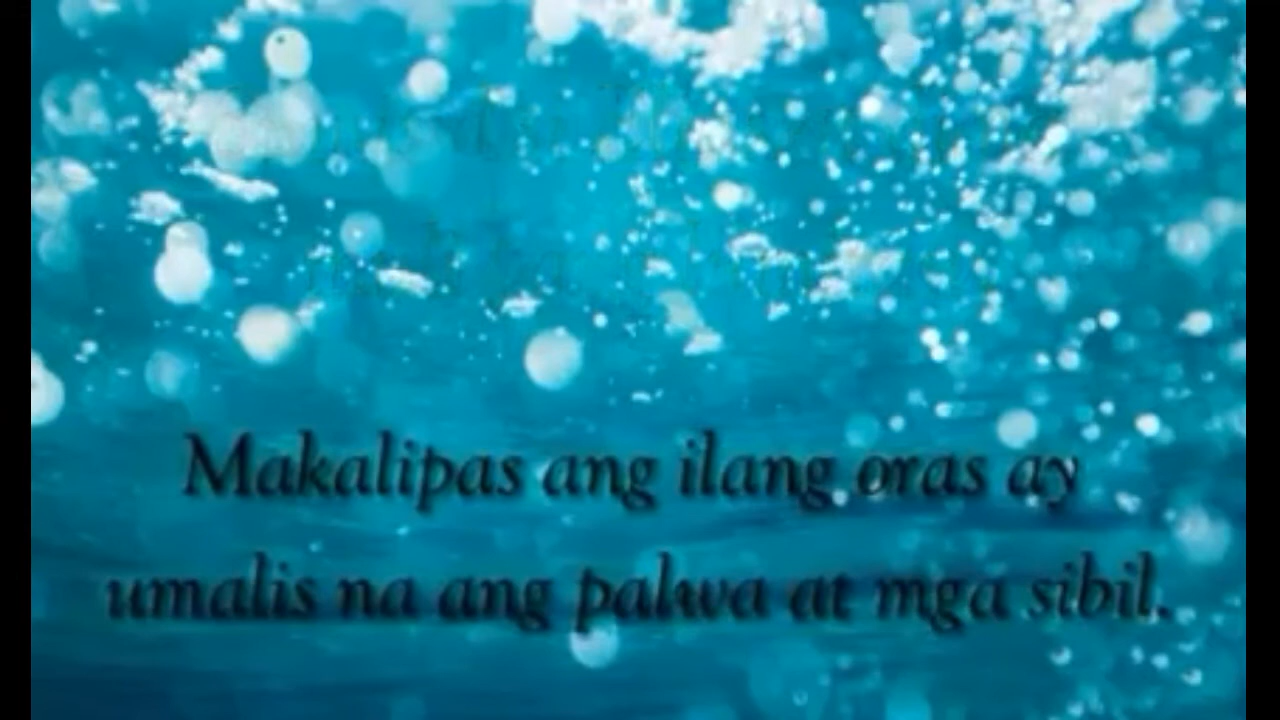 Makalipas ang ilang oras ay
umalis na ang palwa at mga sibil.